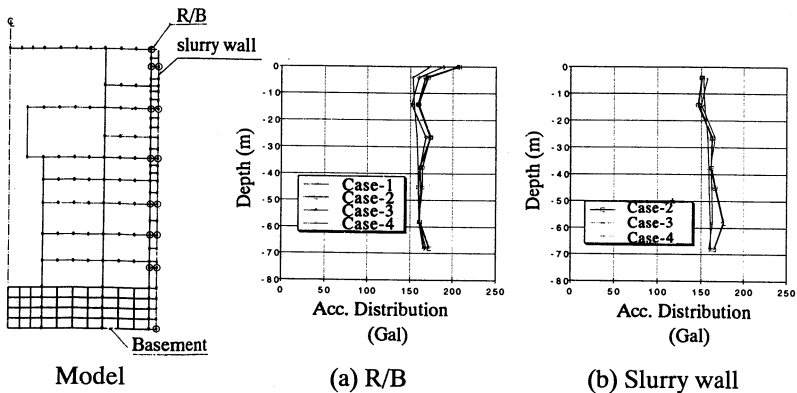 ℄
R/B
slurry wall
Basement
Model
0
-10
-20
-30
-40
-50
-60
-70
-80
Depth (m)
Case-1
Case-2
Case-3
Case-4
0 50 100 150 200 250
Acc. Distribution
(Gal)
(a) R/B
0
-10
-20
-30
-40
-50
-60
-70
-80
Depth (m)
Case-2
Case-3
Case-4
0 50 100 150 200 250
Acc. Distribution
(Gal)
(b) Slurry wall